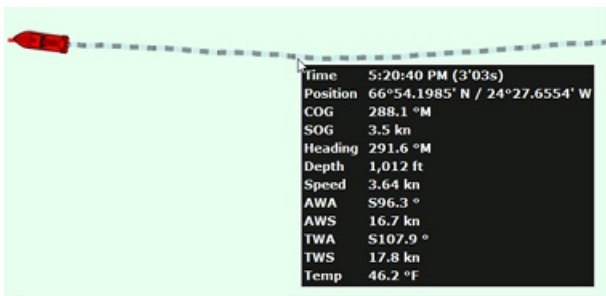 Time 5:20:40 PM (3'03s)
Position 66°54.1985' N / 24°27.6554' W
COG 288.1 °M
SOG 3.5 kn
Heading 291.6 °M
Depth 1,012 ft
Speed 3.64 kn
AWA S96.3 °
AWS 16.7 kn
TWA S107.9 °
TWS 17.8 kn
Temp 46.2 °F